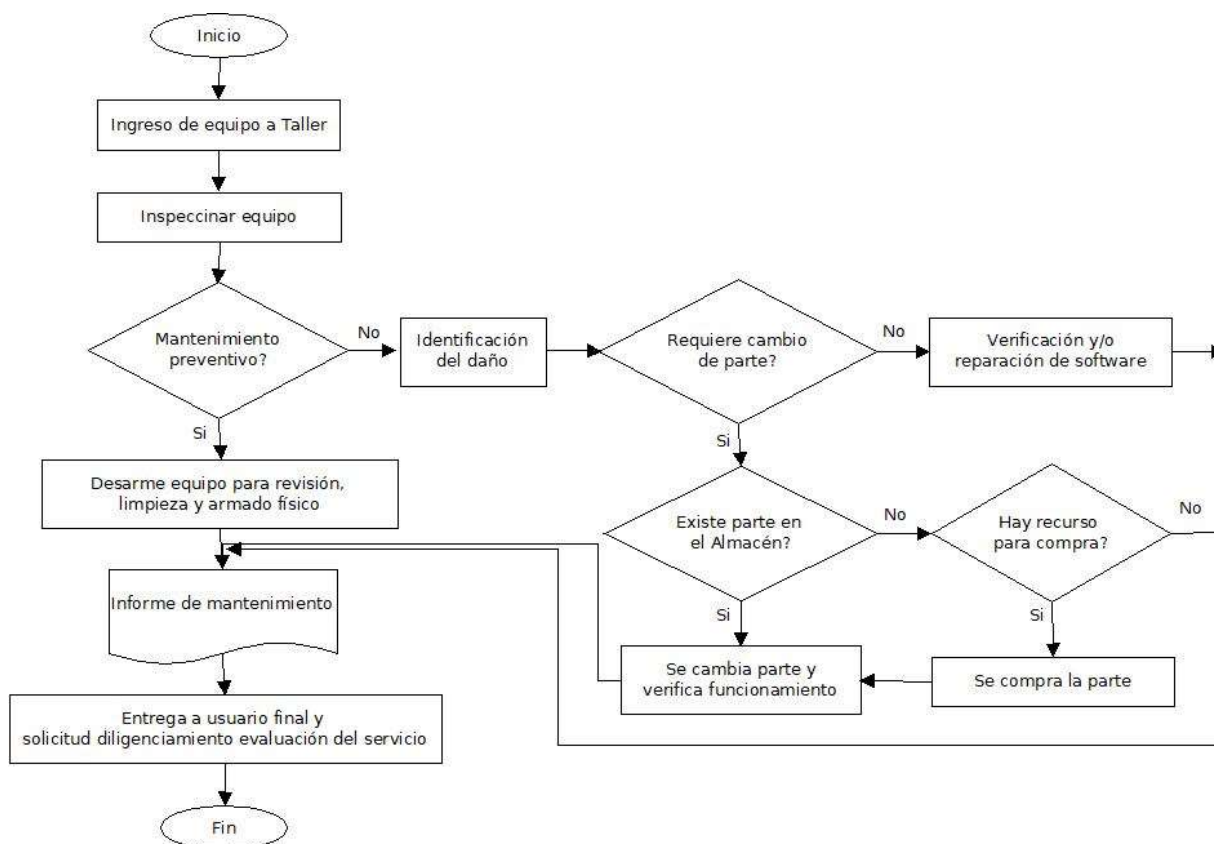 Inicio
Ingreso de equipo a Taller
Inspeccinar equipo
Mantenimiento
preventivo?
No
Identificación
del daño
Requiere cambio
de parte?
No
Verificación y/o
reparación de software
Si
Si
Desarme equipo para revisión,
limpieza y armado físico
Existe parte en
el Almacén?
No
Hay recurso
para compra?
No
Informe de mantenimiento
Si
Si
Se cambia parte y
verifica funcionamiento
Se compra la parte
Entrega a usuario final y
solicitud diligenciamiento evaluación del servicio
Fin